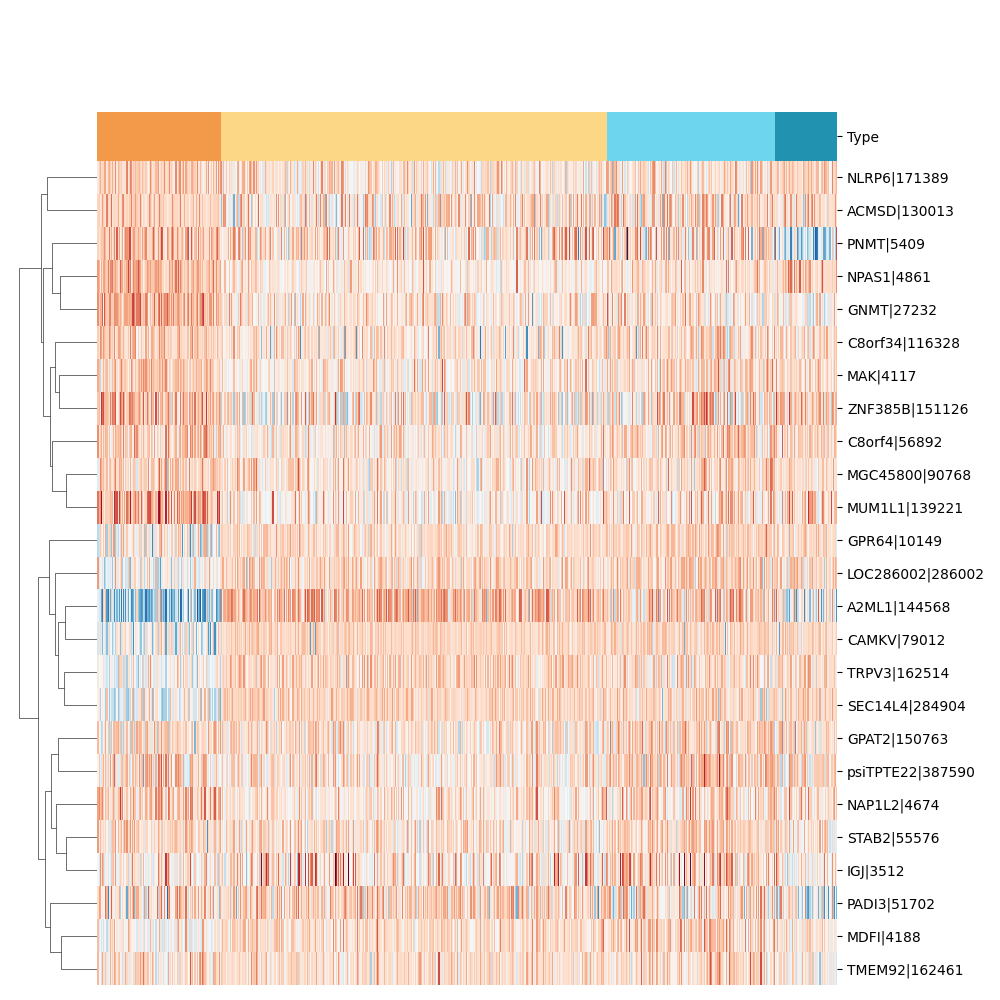 Type
NLRP6|171389
ACMSD|130013
PNMT|5409
NPAS1|4861
GNMT|27232
C8orf34|116328
MAK|4117
ZNF385B|151126
C8orf4|56892
MGC45800|90768
MUM1L1|139221
GPR64|10149
LOC286002|286002
A2ML1|144568
CAMKV|79012
TRPV3|162514
SEC14L4|284904
GPAT2|150763
psiTPTE22|387590
NAP1L2|4674
STAB2|55576
IGJ|3512
PADI3|51702
MDFI|4188
TMEM92|162461